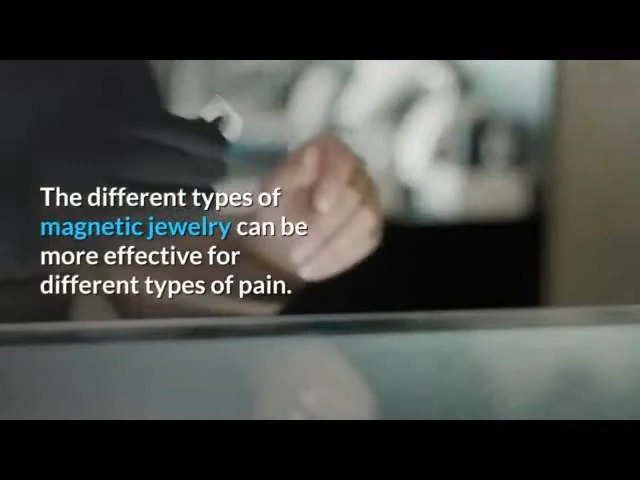 The different types of
magnetic jewelry can be
more effective for
different types of pain.